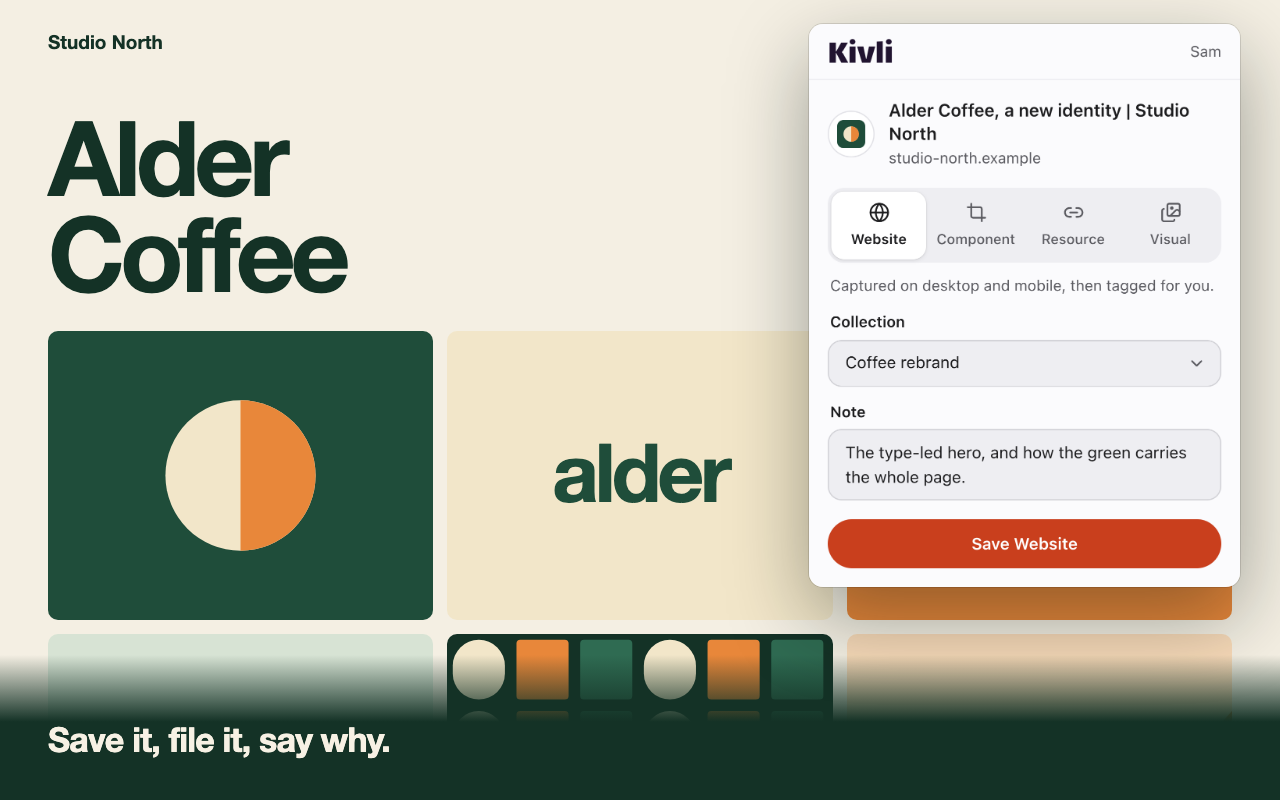 Studio North
Alder
Coffee
alder
Kivli
Sam
Alder Coffee, a new identity | Studio
North
studio-north.example
Website
Component
Resource
Visual
Captured on desktop and mobile, then tagged for you.
Collection
Coffee rebrand
Note
The type-led hero, and how the green carries
the whole page.
Save Website
Save it, file it, say why.